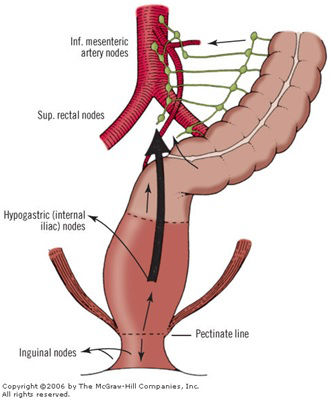 Inf. mesenteric
artery nodes
Sup. rectal nodes
Hypogastric (internal
iliac) nodes
Pectinate line
Inguinal nodes
Copyright ©2006 by The McGraw-Hill Companies, Inc.
All rights reserved.